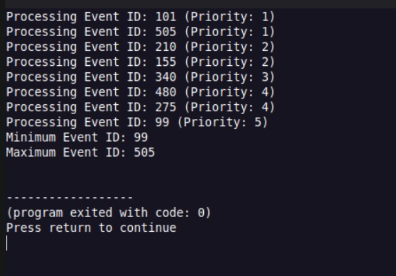 Processing Event ID: 101 (Priority: 1)
Processing Event ID: 505 (Priority: 1)
Processing Event ID: 210 (Priority: 2)
Processing Event ID: 155 (Priority: 2)
Processing Event ID: 340 (Priority: 3)
Processing Event ID: 480 (Priority: 4)
Processing Event ID: 275 (Priority: 4)
Processing Event ID: 99 (Priority: 5)
Minimum Event ID: 99
Maximum Event ID: 505
------------------
(program exited with code: 0)
Press return to continue